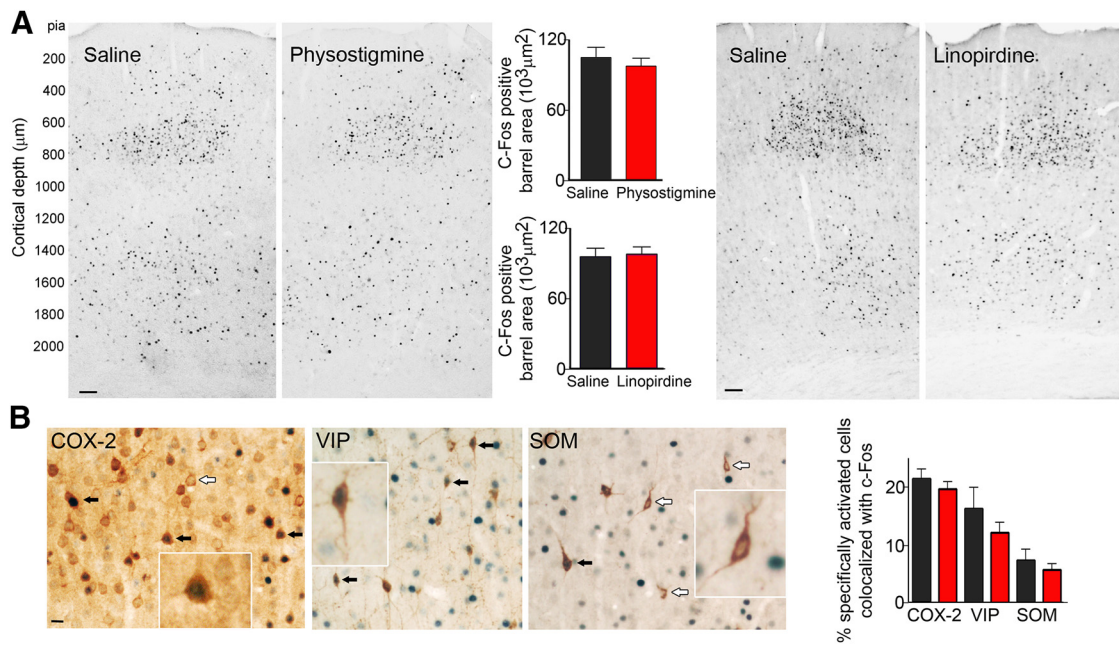 A
pia
200
400
600
800
1000
1200
1400
1600
1800
2000
Cortical depth (μm)
Saline
Physostigmine
C-Fos positive
barrel area (10³μm2)
120
60
0
Saline Physostigmine
C-Fos positive
barrel area (10³μm2)
120
60
0
Saline Linopirdine
Saline
Linopirdine
B
COX-2
VIP
SOM
% specifically activated cells
colocalized with c-Fos
20
10
0
COX-2 VIP SOM